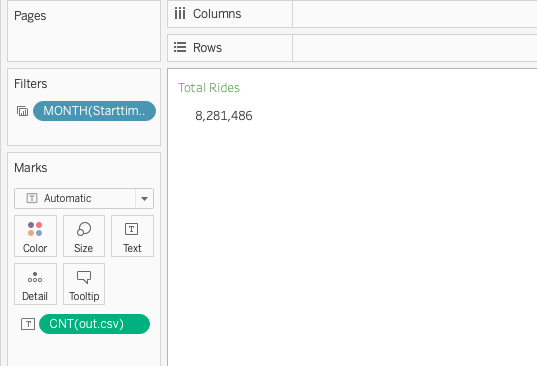 Pages
Columns
Rows
Filters
MONTH(Starttim..
Total Rides
8,281,486
Marks
Automatic
Color
Size
Text
Detail
Tooltip
CNT(out.csv)